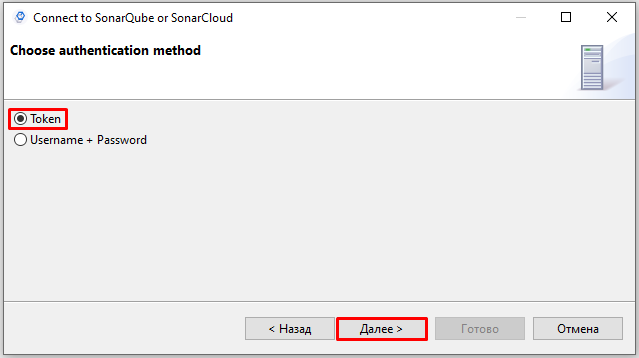 Connect to SonarQube or SonarCloud
Choose authentication method
Token
Username + Password
< Назад
Далее >
Готово
Отмена